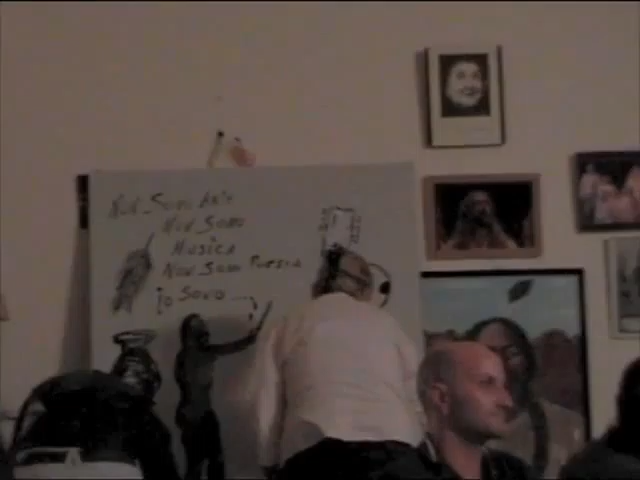 Non Sono Arte
Non Sono
Musica
Non Sono Poesia
Io Sono